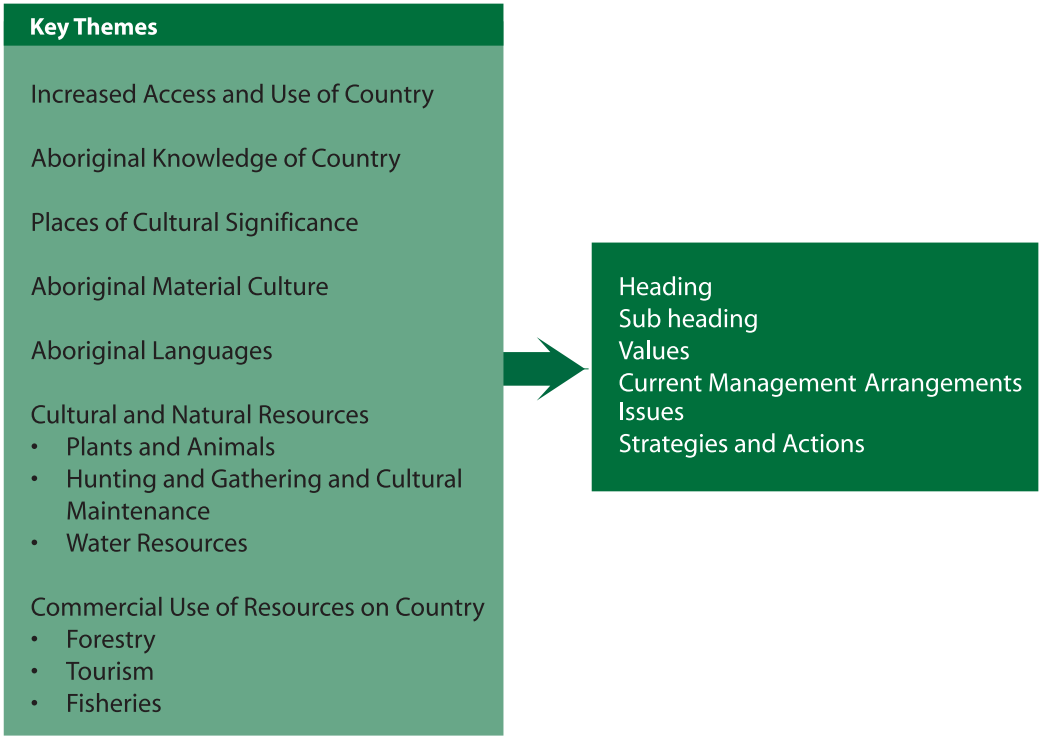 Key Themes
Increased Access and Use of Country
Aboriginal Knowledge of Country
Places of Cultural Significance
Aboriginal Material Culture
Aboriginal Languages
Cultural and Natural Resources
• Plants and Animals
• Hunting and Gathering and Cultural
Maintenance
• Water Resources
Commercial Use of Resources on Country
• Forestry
• Tourism
• Fisheries
Heading
Sub heading
Values
Current Management Arrangements
Issues
Strategies and Actions